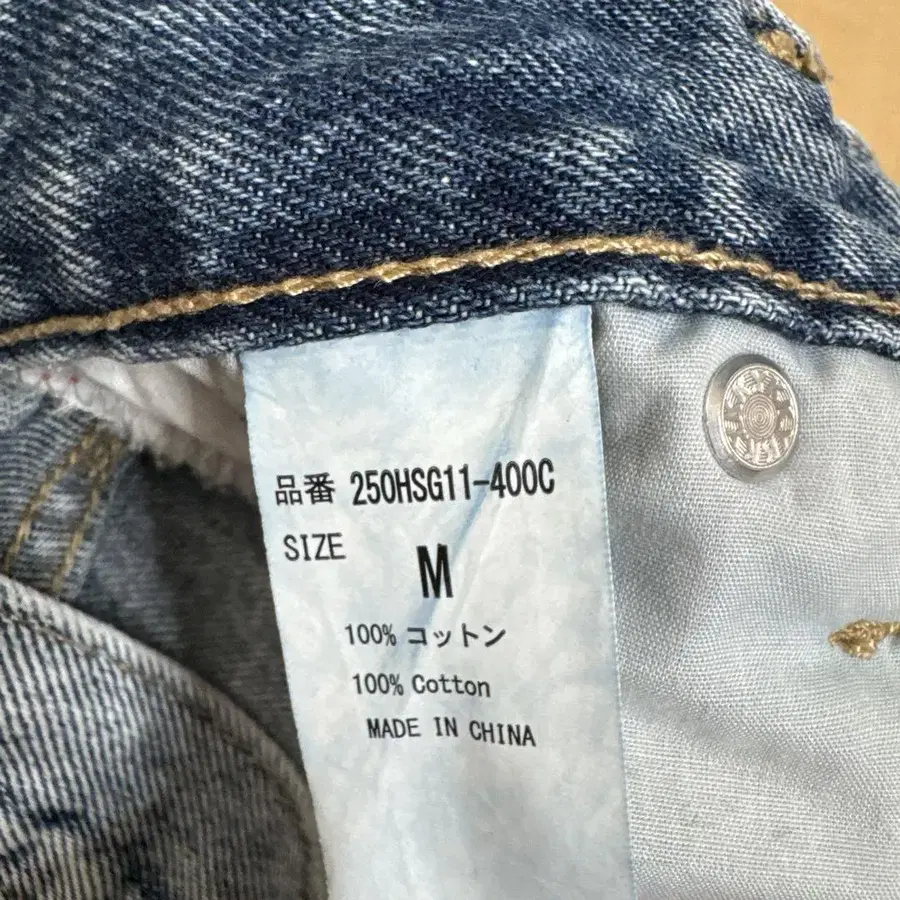 品番 250HSG11-400C
SIZE M
100% コットン
100% Cotton
MADE IN CHINA